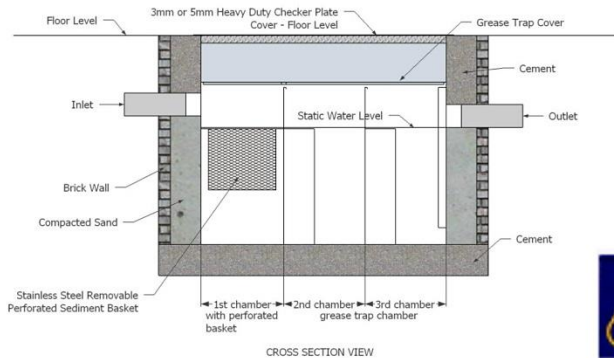 3mm or 5mm Heavy Duty Checker Plate
Cover - Floor Level
Floor Level
Grease Trap Cover
Cement
Inlet
Static Water Level
Outlet
Brick Wall
Compacted Sand
Cement
Stainless Steel Removable
Perforated Sediment Basket
1st chamber
with perforated
basket
2nd chamber
3rd chamber
grease trap chamber
CROSS SECTION VIEW